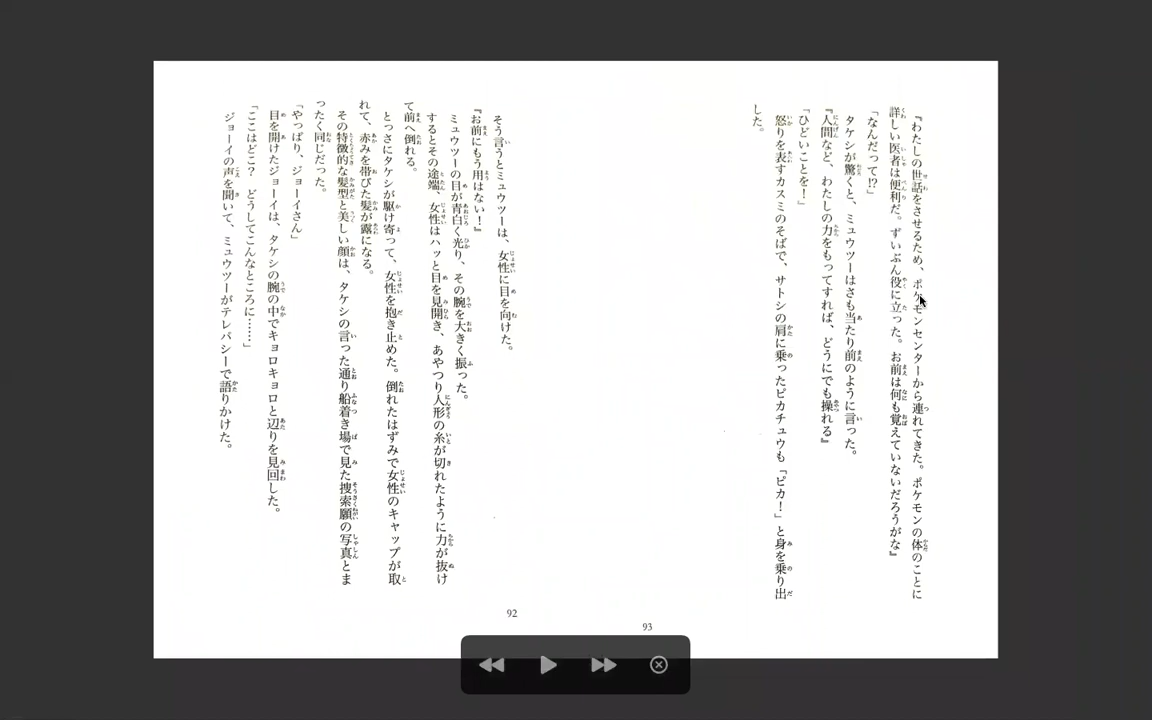 そう言うとミュウツーは、女性に目を向けた。
『お前にもう用はない！』
ミュウツーの目が青白く光り、その腕を大きく振った。
するとその途端、女性はハッと目を見開き、あやつり人形の糸が切れたように力が抜け
て前へ倒れる。
とっさにタケシが駆け寄って、女性を抱き止めた。倒れたはずみで女性のキャップが取
れて、赤みを帯びた髪が露になる。
その特徴的な髪型と美しい顔は、タケシの言った通り船着き場で見た捜索願の写真とま
ったく同じだった。
「やっぱり、ジョーイさん」
目を開けたジョーイは、タケシの腕の中でキョロキョロと辺りを見回した。
「ここはどこ？　どうしてこんなところに……」
ジョーイの声を聞いて、ミュウツーがテレパシーで語りかけた。
92
『わたしの世話をさせるため、ポケモンセンターから連れてきた。ポケモンの体のことに
詳しい医者は便利だ。ずいぶん役に立った。お前は何も覚えていないだろうがな』
「なんだって!?」
タケシが驚くと、ミュウツーはさも当たり前のように言った。
『人間など、わたしの力をもってすれば、どうにでも操れる』
「ひどいことを！」
怒りを表すカスミのそばで、サトシの肩に乗ったピカチュウも「ピカ！」と身を乗り出
した。
93